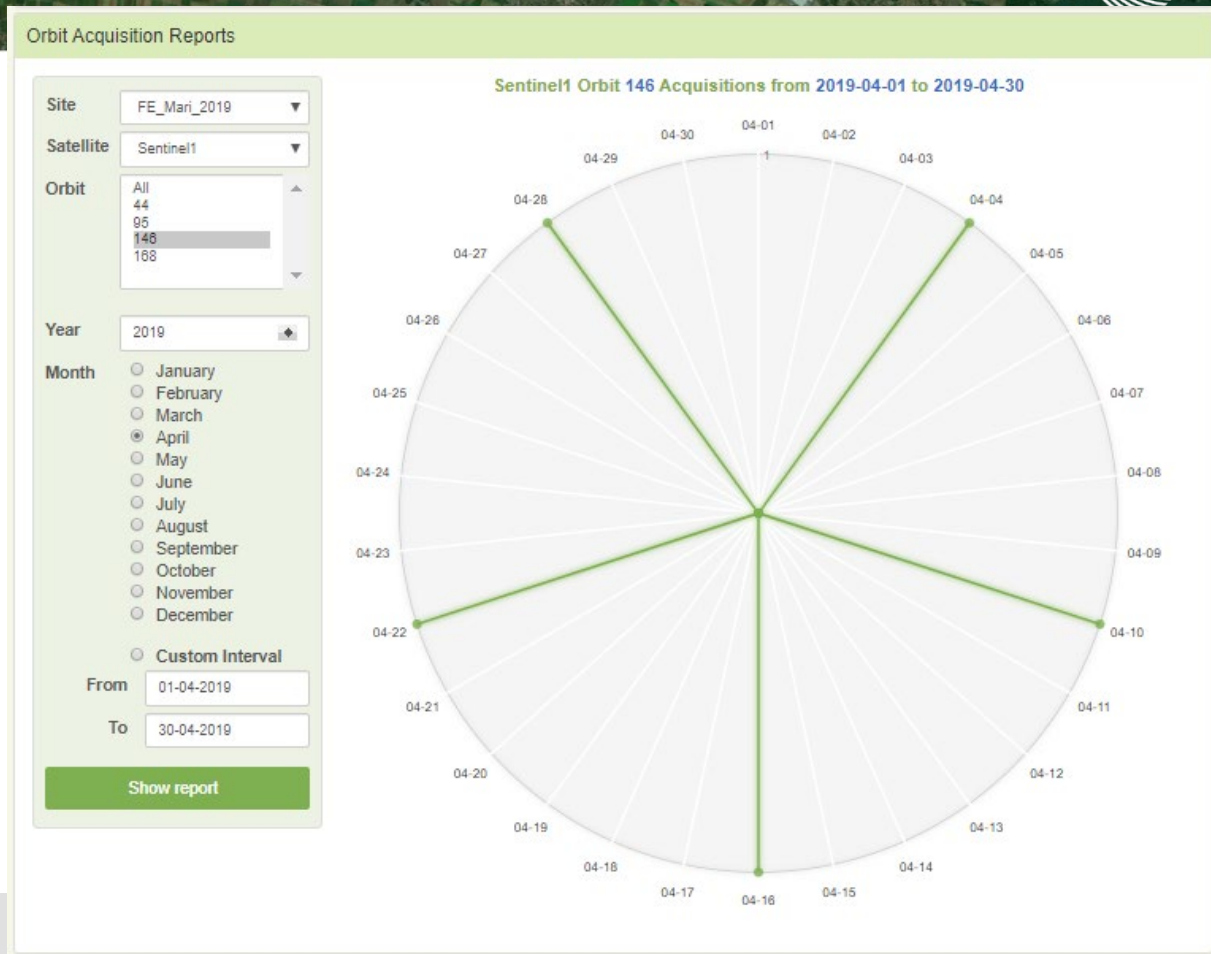 Orbit Acquisition Reports
Site
FE_Mari_2019
Satellite
Sentinel1
Orbit
All
44
95
146
168
Year
2019
Month
January
February
March
April
May
June
July
August
September
October
November
December
Custom Interval
From
01-04-2019
To
30-04-2019
Show report
Sentinel1 Orbit 146 Acquisitions from 2019-04-01 to 2019-04-30
1
04-01
04-02
04-03
04-04
04-05
04-06
04-07
04-08
04-09
04-10
04-11
04-12
04-13
04-14
04-15
04-16
04-17
04-18
04-19
04-20
04-21
04-22
04-23
04-24
04-25
04-26
04-27
04-28
04-29
04-30